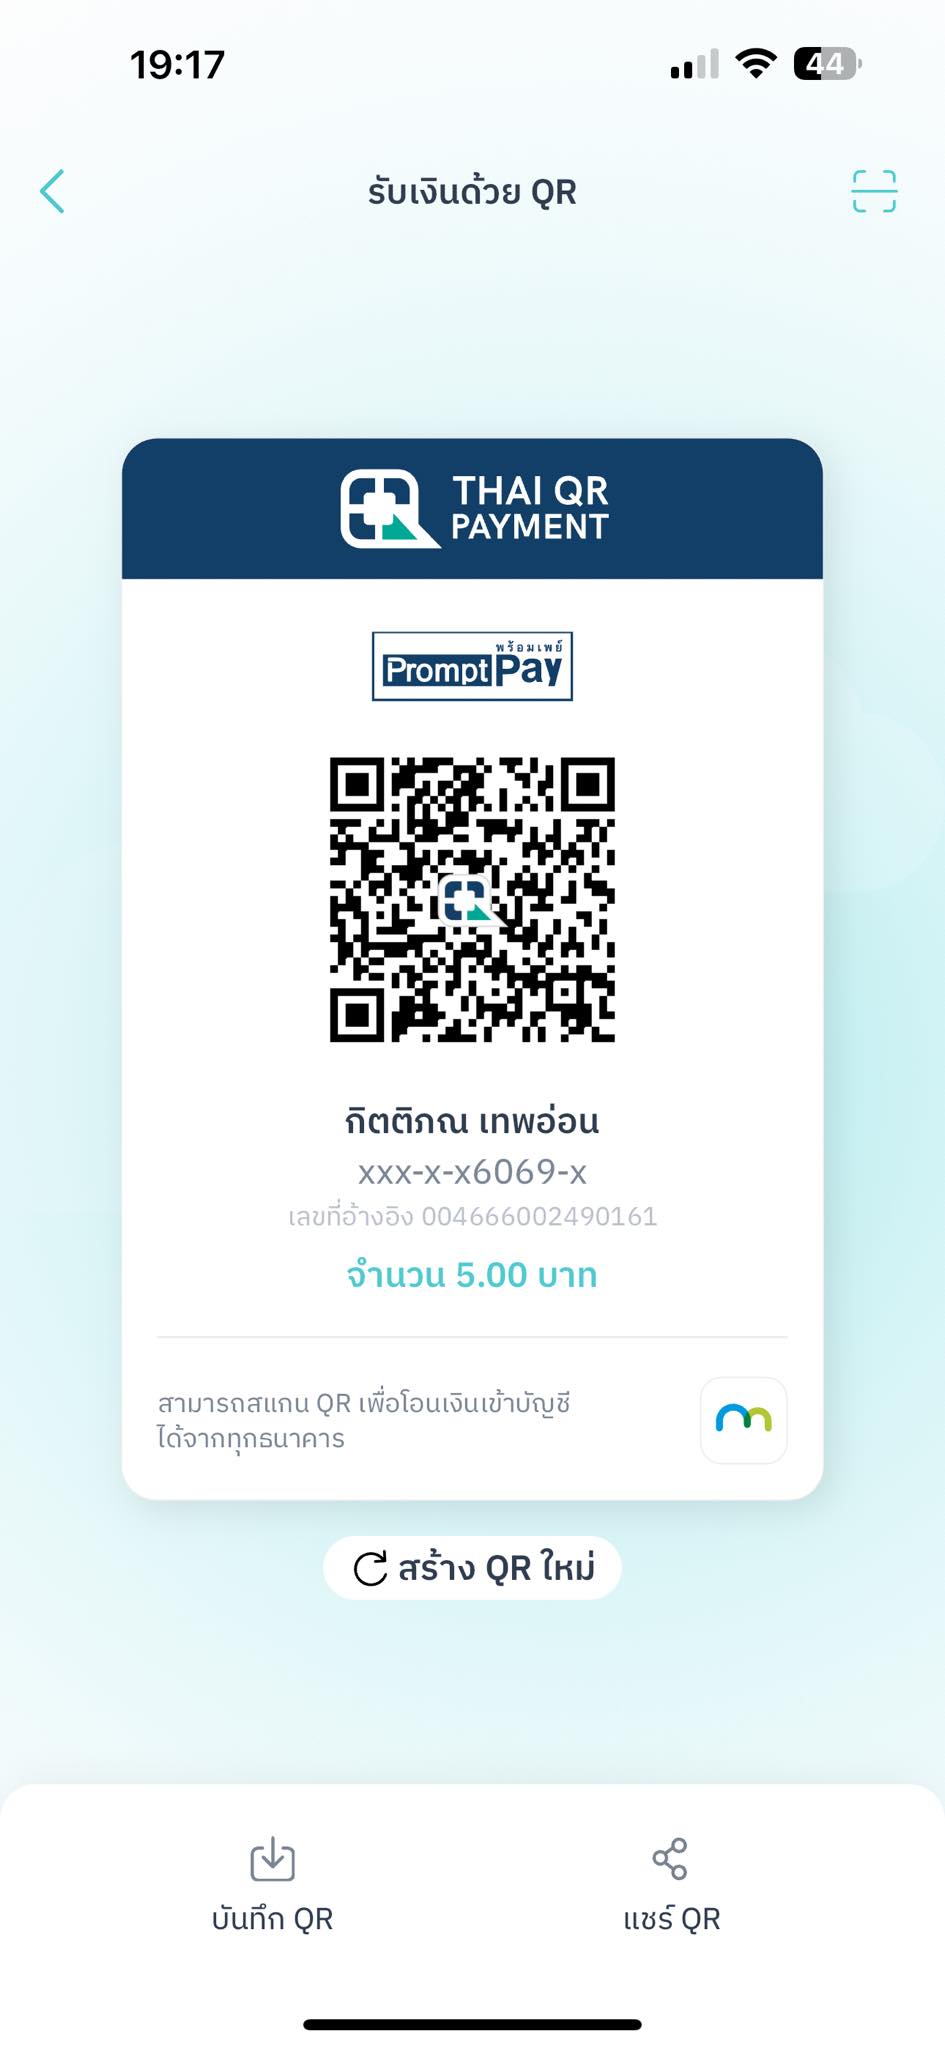 19:17
44
รับเงินด้วย QR
THAI QR
PAYMENT
พร้อมเพย์
PromptPay
กิตติภณ เทพอ่อน
xxx-x-x6069-x
เลขที่อ้างอิง 004666002490161
จำนวน 5.00 บาท
สามารถสแกน QR เพื่อโอนเงินเข้าบัญชี
ได้จากทุกธนาคาร
สร้าง QR ใหม่
บันทึก QR
แชร์ QR